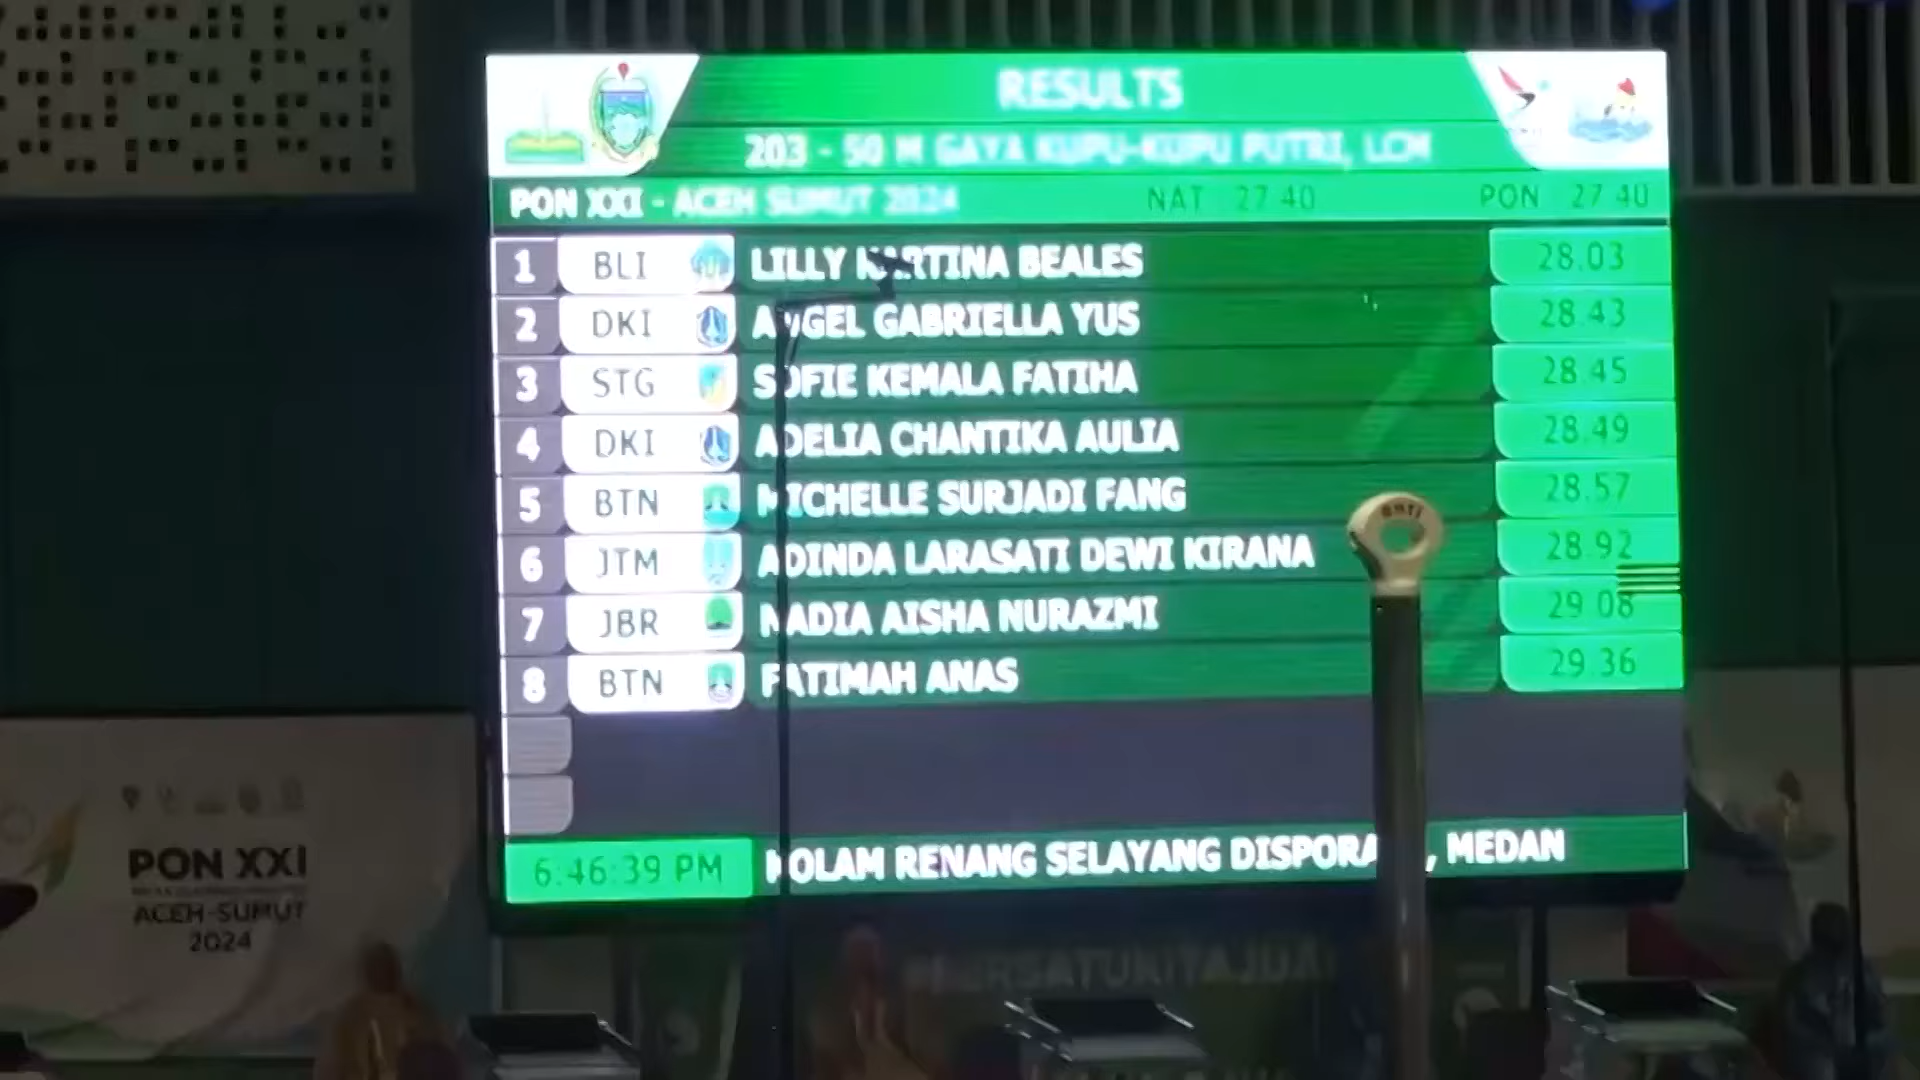 RESULTS
203 - 50 M GAYA KUPU-KUPU PUTRI, LCM
PON XXI - ACEH SUMUT 2024 NAT 27.40 PON 27.40
1 BLI LILLY KARTINA BEALES 28.03
2 DKI ANGEL GABRIELLA YUS 28.43
3 STG SOFIE KEMALA FATIHA 28.45
4 DKI ADELIA CHANTIKA AULIA 28.49
5 BTN MICHELLE SURJADI FANG 28.57
6 JTM ADINDA LARASATI DEWI KIRANA 28.92
7 JBR NADIA AISHA NURAZMI 29.08
8 BTN FATIMAH ANAS 29.36
6:46:39 PM KOLAM RENANG SELAYANG DISPORA , MEDAN
PON XXI
ACEH-SUMUT
2024